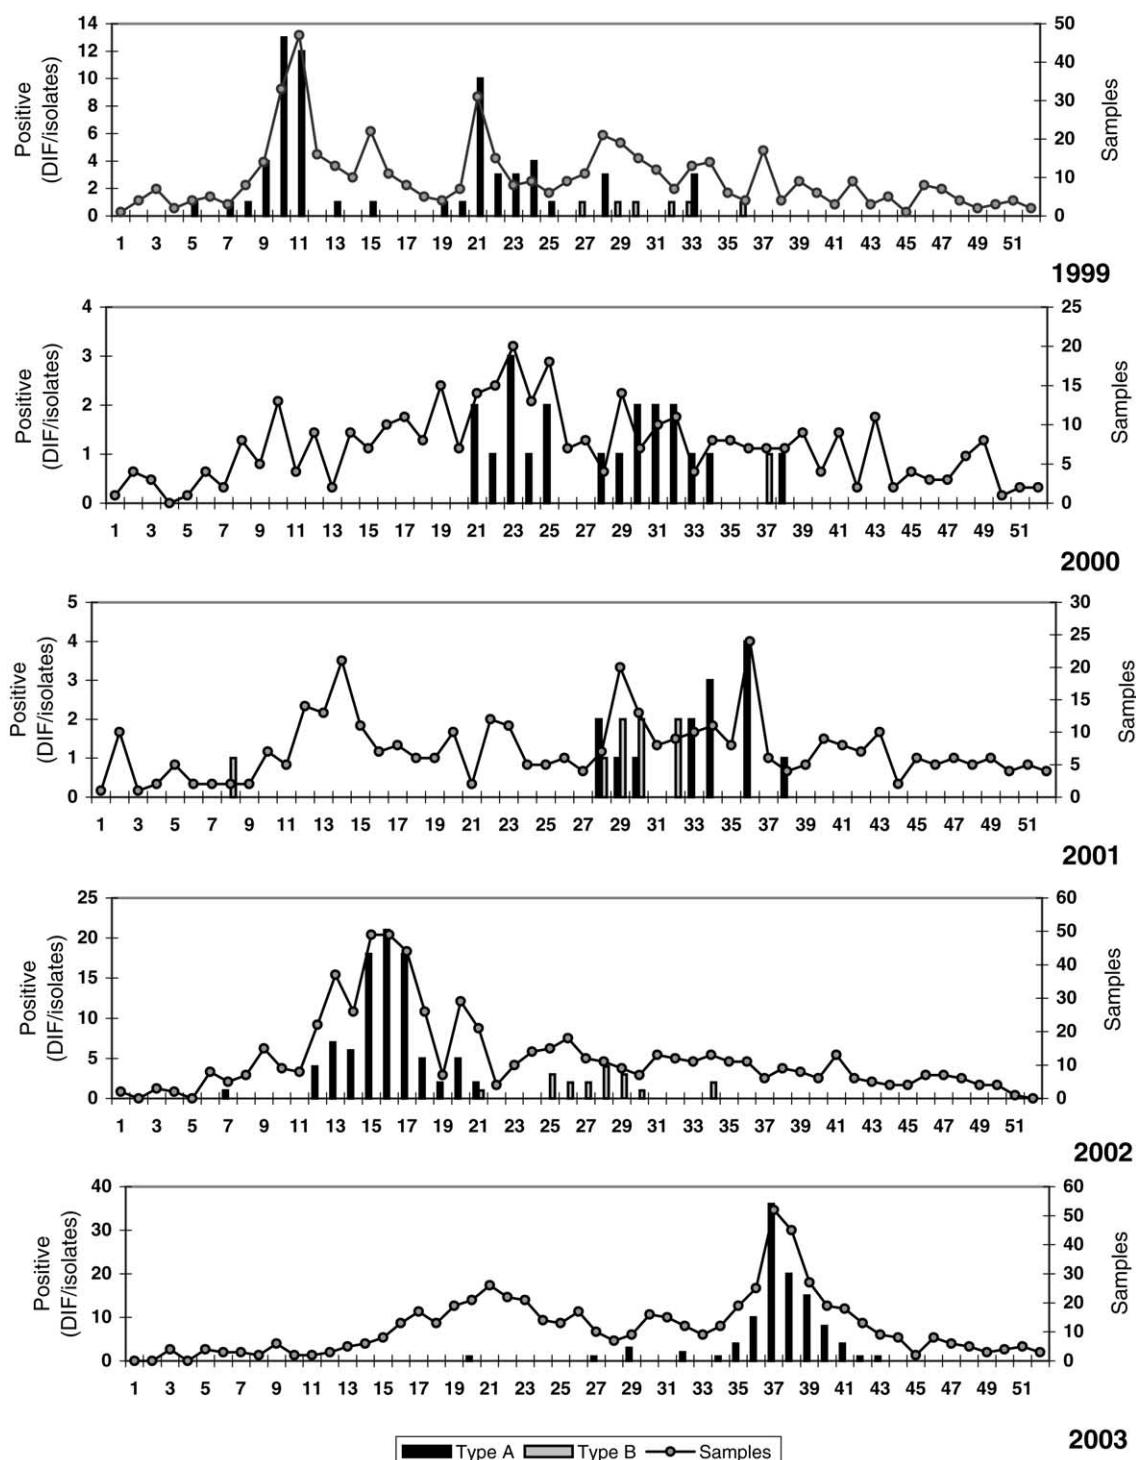 14 12 10 8 6 4 2 0
Positive
(DIF/isolates)
50 40 30 20 10 0
Samples
1 3 5 7 9 11 13 15 17 19 21 23 25 27 29 31 33 35 37 39 41 43 45 47 49 51
1999
4 3 2 1 0
Positive
(DIF/isolates)
25 20 15 10 5 0
Samples
1 3 5 7 9 11 13 15 17 19 21 23 25 27 29 31 33 35 37 39 41 43 45 47 49 51
2000
5 4 3 2 1 0
Positive
(DIF/isolates)
30 25 20 15 10 5 0
Samples
1 3 5 7 9 11 13 15 17 19 21 23 25 27 29 31 33 35 37 39 41 43 45 47 49 51
2001
25 20 15 10 5 0
Positive
(DIF/isolates)
60 50 40 30 20 10 0
Samples
1 3 5 7 9 11 13 15 17 19 21 23 25 27 29 31 33 35 37 39 41 43 45 47 49 51
2002
40 30 20 10 0
Positive
(DIF/isolates)
60 50 40 30 20 10 0
Samples
1 3 5 7 9 11 13 15 17 19 21 23 25 27 29 31 33 35 37 39 41 43 45 47 49 51
2003
Type A Type B Samples